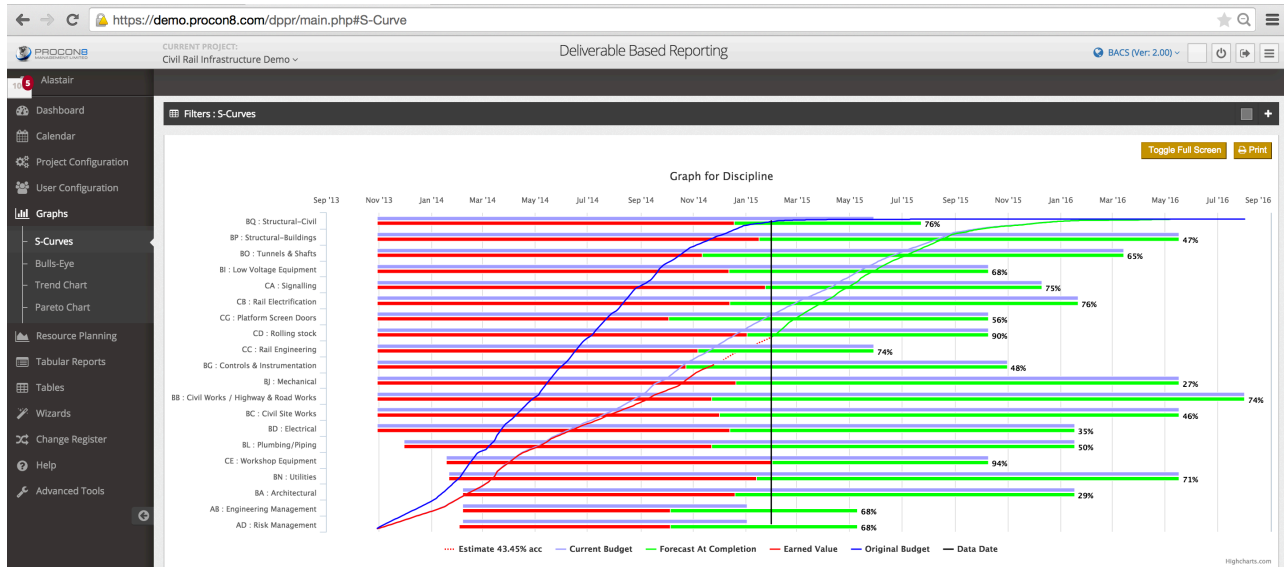 https://demo.procon8.com/dppr/main.php#S-Curve
PROCON8
MANAGEMENT LIMITED
CURRENT PROJECT:
Civil Rail Infrastructure Demo
Deliverable Based Reporting
BACS (Ver: 2.00)
5
Alastair
Dashboard
Calendar
Project Configuration
User Configuration
Graphs
S-Curves
Bulls-Eye
Trend Chart
Pareto Chart
Resource Planning
Tabular Reports
Tables
Wizards
Change Register
Help
Advanced Tools
Filters : S-Curves
Toggle Full Screen
Print
Graph for Discipline
Sep '13 Nov '13 Jan '14 Mar '14 May '14 Jul '14 Sep '14 Nov '14 Jan '15 Mar '15 May '15 Jul '15 Sep '15 Nov '15 Jan '16 Mar '16 May '16 Jul '16 Sep '16
BQ : Structural-Civil 76%
BP : Structural-Buildings 47%
BO : Tunnels & Shafts 65%
BI : Low Voltage Equipment 68%
CA : Signalling 75%
CB : Rail Electrification 76%
CG : Platform Screen Doors 56%
CD : Rolling stock 90%
CC : Rail Engineering 74%
BG : Controls & Instrumentation 48%
BJ : Mechanical 27%
BB : Civil Works / Highway & Road Works 74%
BC : Civil Site Works 46%
BD : Electrical 35%
BL : Plumbing/Piping 50%
CE : Workshop Equipment 94%
BN : Utilities 71%
BA : Architectural 29%
AB : Engineering Management 68%
AD : Risk Management 68%
Estimate 43.45% acc Current Budget Forecast At Completion Earned Value Original Budget Data Date
Highcharts.com